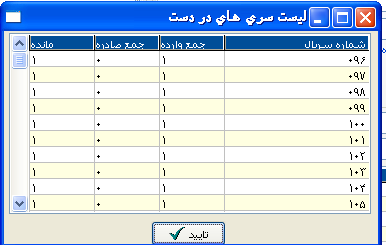 ليست سري هاي در دست
شماره سريال جمع وارده جمع صادره مانده
۰۹۶ ۱ ۰ ۱
۰۹۷ ۱ ۰ ۱
۰۹۸ ۱ ۰ ۱
۰۹۹ ۱ ۰ ۱
۱۰۰ ۱ ۰ ۱
۱۰۱ ۱ ۰ ۱
۱۰۲ ۱ ۰ ۱
۱۰۳ ۱ ۰ ۱
۱۰۴ ۱ ۰ ۱
۱۰۵ ۱ ۰ ۱
تاييد